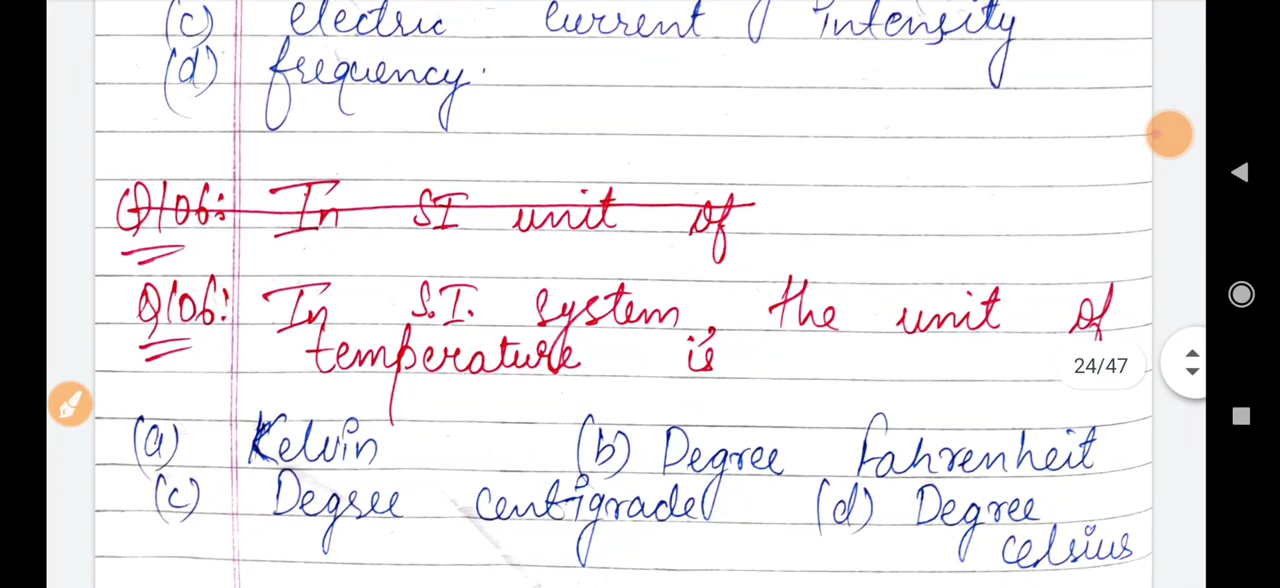 (c) electric current intensity
(d) frequency.
Q106: In SI unit of
Q106: In S.I. system, the unit of
temperature is
24/47
(a) Kelvin (b) Degree Fahrenheit
(c) Degree centigrade (d) Degree
celsius